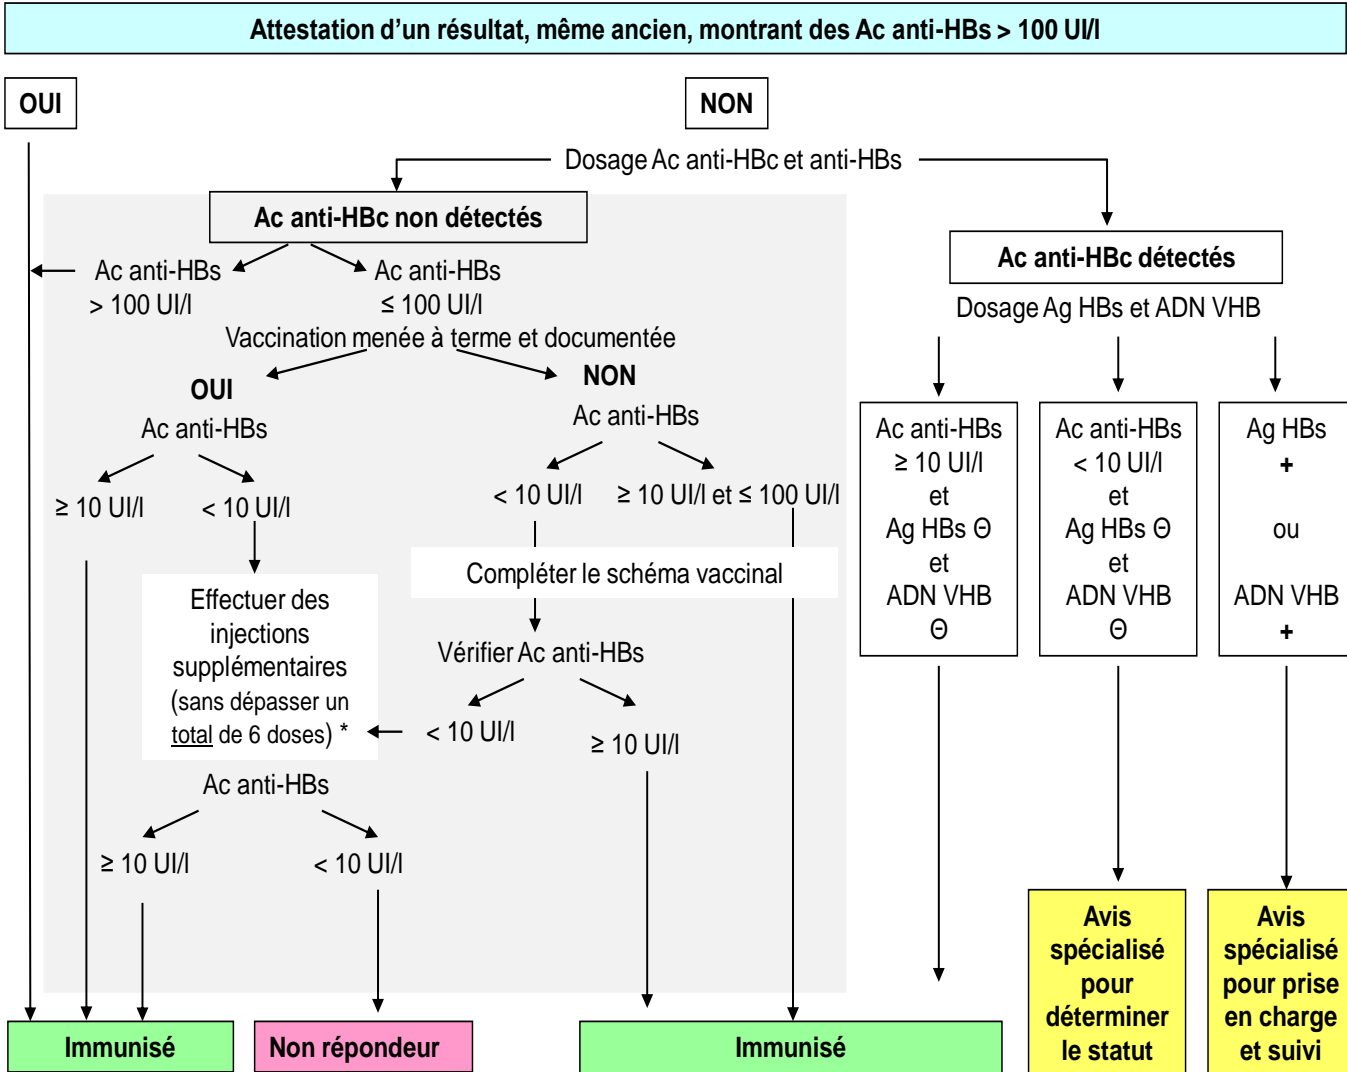 Attestation d’un résultat, même ancien, montrant des Ac anti-HBs > 100 UI/l
OUI
NON
Dosage Ac anti-HBc et anti-HBs
Ac anti-HBc non détectés
Ac anti-HBs
> 100 UI/l
Ac anti-HBs
≤ 100 UI/l
Vaccination menée à terme et documentée
OUI
Ac anti-HBs
≥ 10 UI/l
< 10 UI/l
NON
Ac anti-HBs
< 10 UI/l
≥ 10 UI/l et ≤ 100 UI/l
Effectuer des
injections
supplémentaires
(sans dépasser un
total de 6 doses) *
Compléter le schéma vaccinal
Vérifier Ac anti-HBs
< 10 UI/l
≥ 10 UI/l
Ac anti-HBs
≥ 10 UI/l
< 10 UI/l
Ac anti-HBc détectés
Dosage Ag HBs et ADN VHB
Ac anti-HBs
≥ 10 UI/l
et
Ag HBs Θ
et
ADN VHB
Θ
Ac anti-HBs
< 10 UI/l
et
Ag HBs Θ
et
ADN VHB
Θ
Ag HBs
+
ou
ADN VHB
+
Immunisé
Non répondeur
Immunisé
Avis
spécialisé
pour
déterminer
le statut
Avis
spécialisé
pour prise
en charge
et suivi